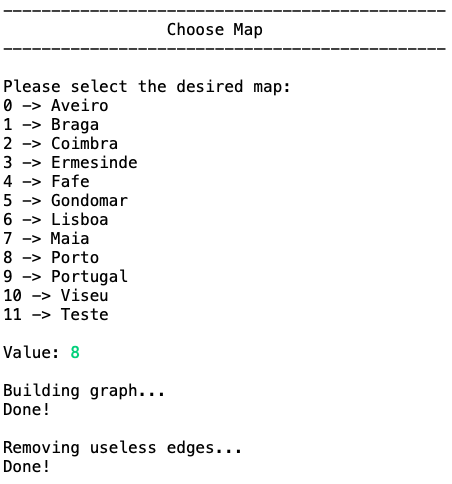 ----------------------------------------------
Choose Map
----------------------------------------------
Please select the desired map:
0 -> Aveiro
1 -> Braga
2 -> Coimbra
3 -> Ermesinde
4 -> Fafe
5 -> Gondomar
6 -> Lisboa
7 -> Maia
8 -> Porto
9 -> Portugal
10 -> Viseu
11 -> Teste
Value: 8
Building graph...
Done!
Removing useless edges...
Done!